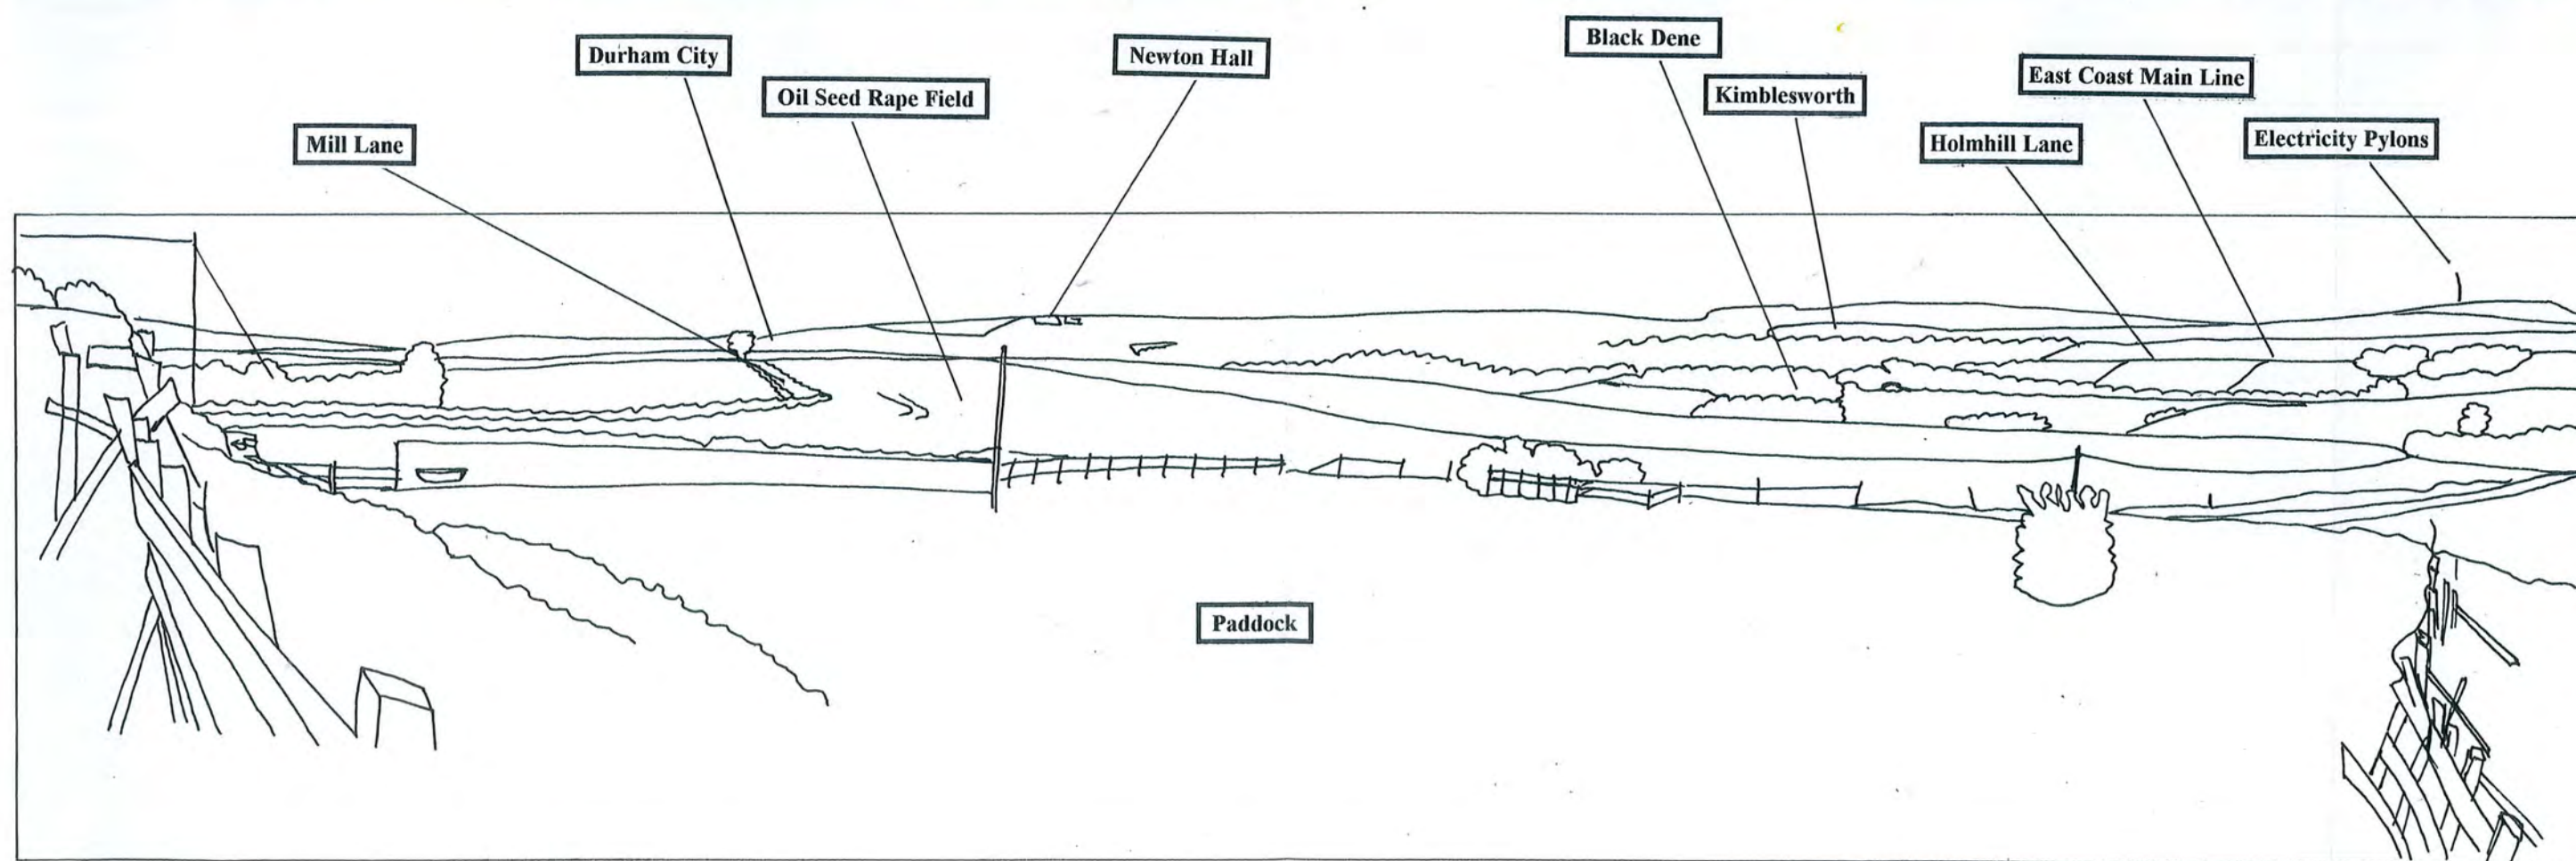 Mill Lane
Durham City
Oil Seed Rape Field
Newton Hall
Black Dene
Kimblesworth
Holmhill Lane
East Coast Main Line
Electricity Pylons
Paddock